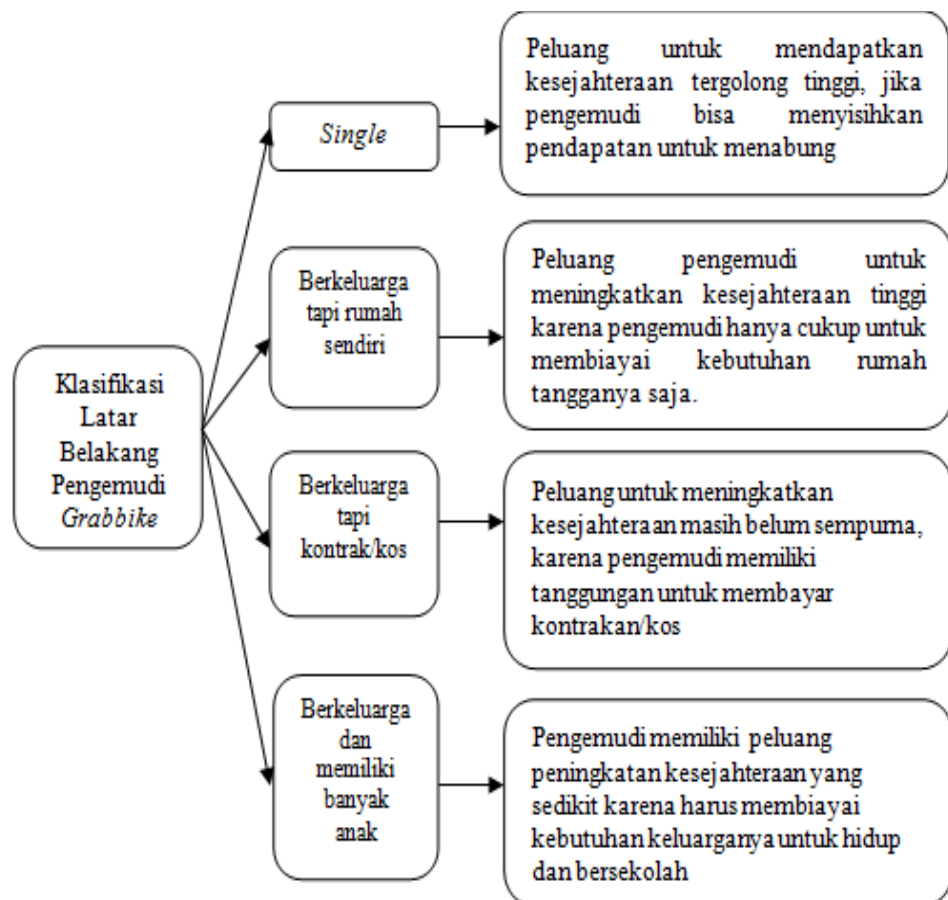 Klasifikasi
Latar
Belakang
Pengemudi
Grabbike
Single
Peluang untuk mendapatkan
kesejahteraan tergolong tinggi, jika
pengemudi bisa menyisihkan
pendapatan untuk menabung
Berkeluarga
tapi rumah
sendiri
Peluang pengemudi untuk
meningkatkan kesejahteraan tinggi
karena pengemudi hanya cukup untuk
membiayai kebutuhan rumah
tangganya saja.
Berkeluarga
tapi
kontrak/kos
Peluang untuk meningkatkan
kesejahteraan masih belum sempurna,
karena pengemudi memiliki
tanggungan untuk membayar
kontrakan/kos
Berkeluarga
dan
memiliki
banyak
anak
Pengemudi memiliki peluang
peningkatan kesejahteraan yang
sedikit karena harus membiayai
kebutuhan keluarganya untuk hidup
dan bersekolah